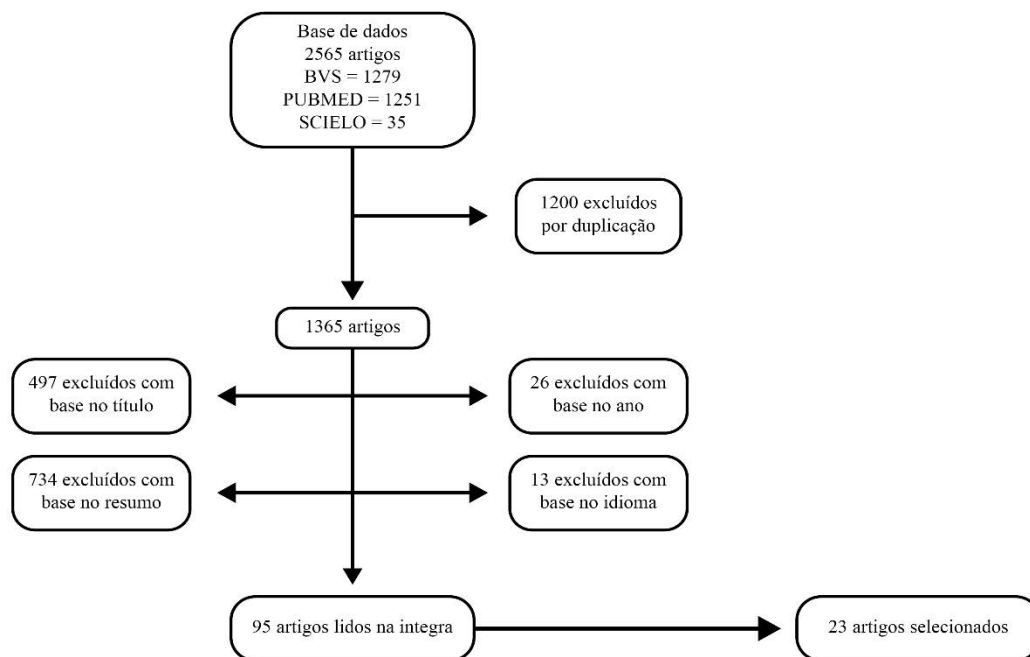 Base de dados
2565 artigos
BVS = 1279
PUBMED = 1251
SCIELO = 35
1200 excluídos
por duplicação
1365 artigos
497 excluídos com
base no título
26 excluídos com
base no ano
734 excluídos com
base no resumo
13 excluídos com
base no idioma
95 artigos lidos na integra
23 artigos selecionados